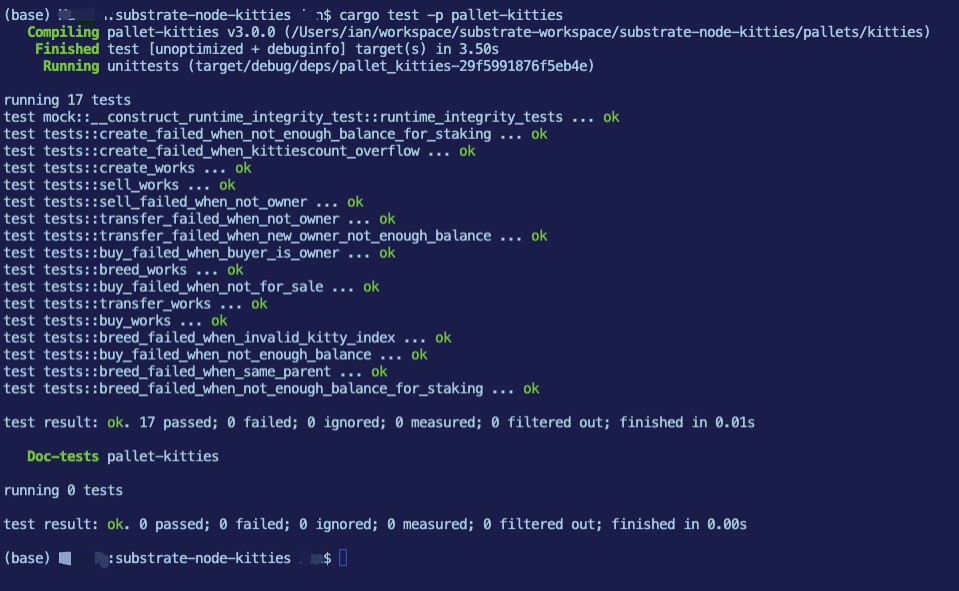 (base) :substrate-node-kitties $ cargo test -p pallet-kitties
Compiling pallet-kitties v3.0.0 (/Users/ian/workspace/substrate-workspace/substrate-node-kitties/pallets/kitties)
Finished test [unoptimized + debuginfo] target(s) in 3.50s
Running unittests (target/debug/deps/pallet_kitties-29f5991876f5eb4e)
running 17 tests
test mock::__construct_runtime_integrity_test::runtime_integrity_tests ... ok
test tests::create_failed_when_not_enough_balance_for_staking ... ok
test tests::create_failed_when_kittiescount_overflow ... ok
test tests::create_works ... ok
test tests::sell_works ... ok
test tests::sell_failed_when_not_owner ... ok
test tests::transfer_failed_when_not_owner ... ok
test tests::transfer_failed_when_new_owner_not_enough_balance ... ok
test tests::buy_failed_when_buyer_is_owner ... ok
test tests::breed_works ... ok
test tests::buy_failed_when_not_for_sale ... ok
test tests::transfer_works ... ok
test tests::buy_works ... ok
test tests::breed_failed_when_invalid_kitty_index ... ok
test tests::buy_failed_when_not_enough_balance ... ok
test tests::breed_failed_when_same_parent ... ok
test tests::breed_failed_when_not_enough_balance_for_staking ... ok
test result: ok. 17 passed; 0 failed; 0 ignored; 0 measured; 0 filtered out; finished in 0.01s
Doc-tests pallet-kitties
running 0 tests
test result: ok. 0 passed; 0 failed; 0 ignored; 0 measured; 0 filtered out; finished in 0.00s
(base) :substrate-node-kitties $